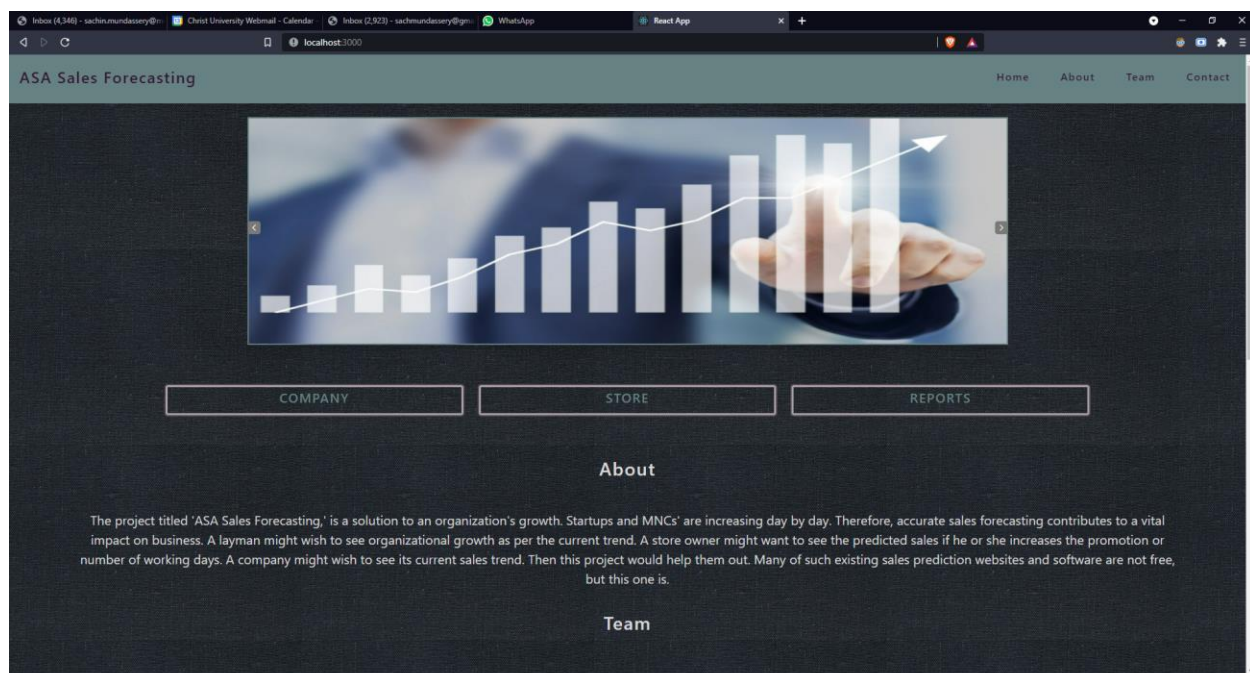 Inbox (4,346) - sachin.mundassery@m
Christ University Webmail - Calendar -
Inbox (2,923) - sachmundassery@gma
WhatsApp
React App
localhost:3000
ASA Sales Forecasting
Home
About
Team
Contact
COMPANY
STORE
REPORTS
About
The project titled 'ASA Sales Forecasting,' is a solution to an organization's growth. Startups and MNCs' are increasing day by day. Therefore, accurate sales forecasting contributes to a vital
impact on business. A layman might wish to see organizational growth as per the current trend. A store owner might want to see the predicted sales if he or she increases the promotion or
number of working days. A company might wish to see its current sales trend. Then this project would help them out. Many of such existing sales prediction websites and software are not free,
but this one is.
Team